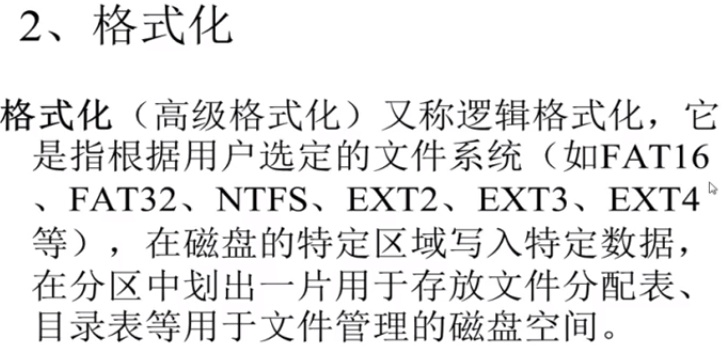 2、格式化
格式化（高级格式化）又称逻辑格式化，它
是指根据用户选定的文件系统（如FAT16
、FAT32、NTFS、EXT2、EXT3、EXT4
等），在磁盘的特定区域写入特定数据，
在分区中划出一片用于存放文件分配表、
目录表等用于文件管理的磁盘空间。